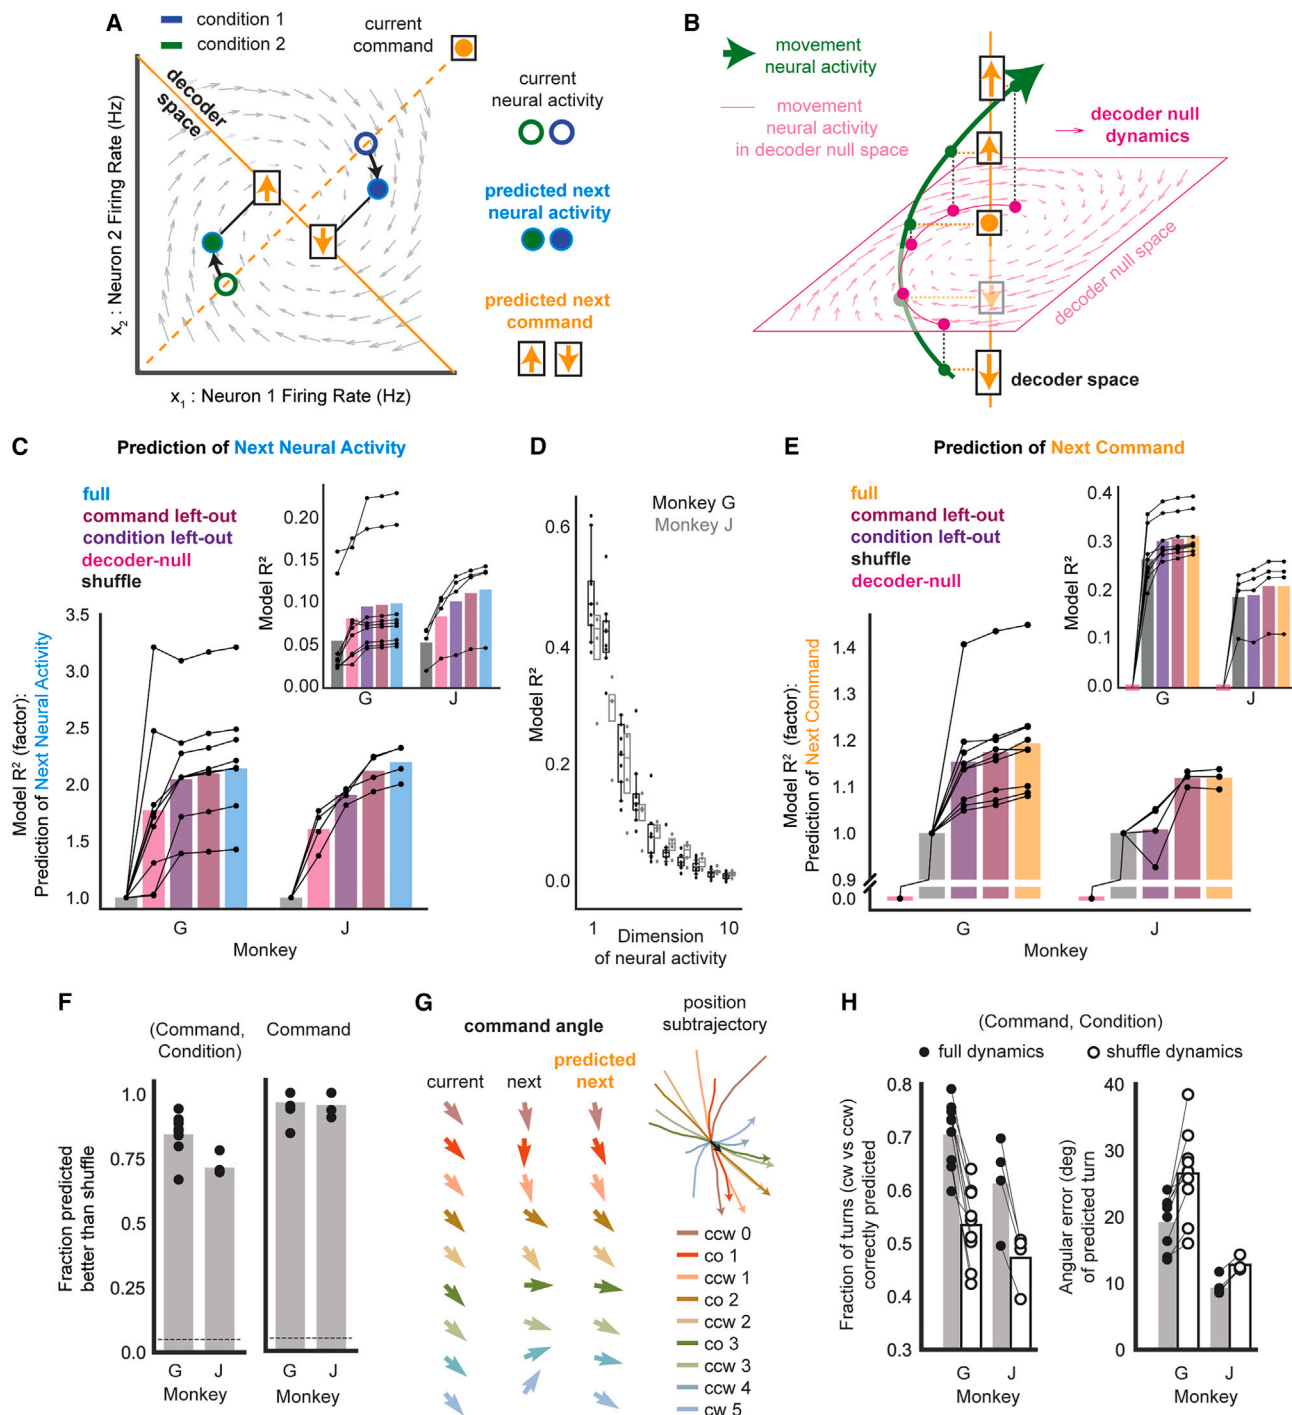 A
condition 1
condition 2
current
command
decoder
space
current
neural activity
predicted next
neural activity
predicted next
command
x2 : Neuron 2 Firing Rate (Hz)
x1 : Neuron 1 Firing Rate (Hz)
B
movement
neural activity
movement
neural activity
in decoder null space
decoder null
dynamics
decoder null space
decoder space
C
Prediction of Next Neural Activity
full
command left-out
condition left-out
decoder-null
shuffle
Model R²
0.20
0.15
0.10
0.05
0.00
G
J
Model R² (factor):
Prediction of Next Neural Activity
3.5
3.0
2.5
2.0
1.5
1.0
G
J
Monkey
D
Monkey G
Monkey J
Model R²
0.6
0.4
0.2
0.0
1
10
Dimension
of neural activity
E
Prediction of Next Command
full
command left-out
condition left-out
shuffle
decoder-null
Model R²
0.4
0.3
0.2
0.1
0.0
G
J
Model R² (factor):
Prediction of Next Command
1.4
1.3
1.2
1.1
1.0
0.9
0.0
G
J
Monkey
F
(Command,
Condition)
Command
Fraction predicted
better than shuffle
1.0
0.75
0.5
0.25
0.0
G
J
Monkey
G
J
Monkey
G
command angle
current
next
predicted
next
position
subtrajectory
ccw 0
co 1
ccw 1
co 2
ccw 2
co 3
ccw 3
ccw 4
cw 5
H
(Command, Condition)
full dynamics
shuffle dynamics
Fraction of turns (cw vs ccw)
correctly predicted
0.8
0.7
0.6
0.5
0.4
0.3
G
J
Monkey
Angular error (deg)
of predicted turn
40
30
20
10
0
G
J
Monkey